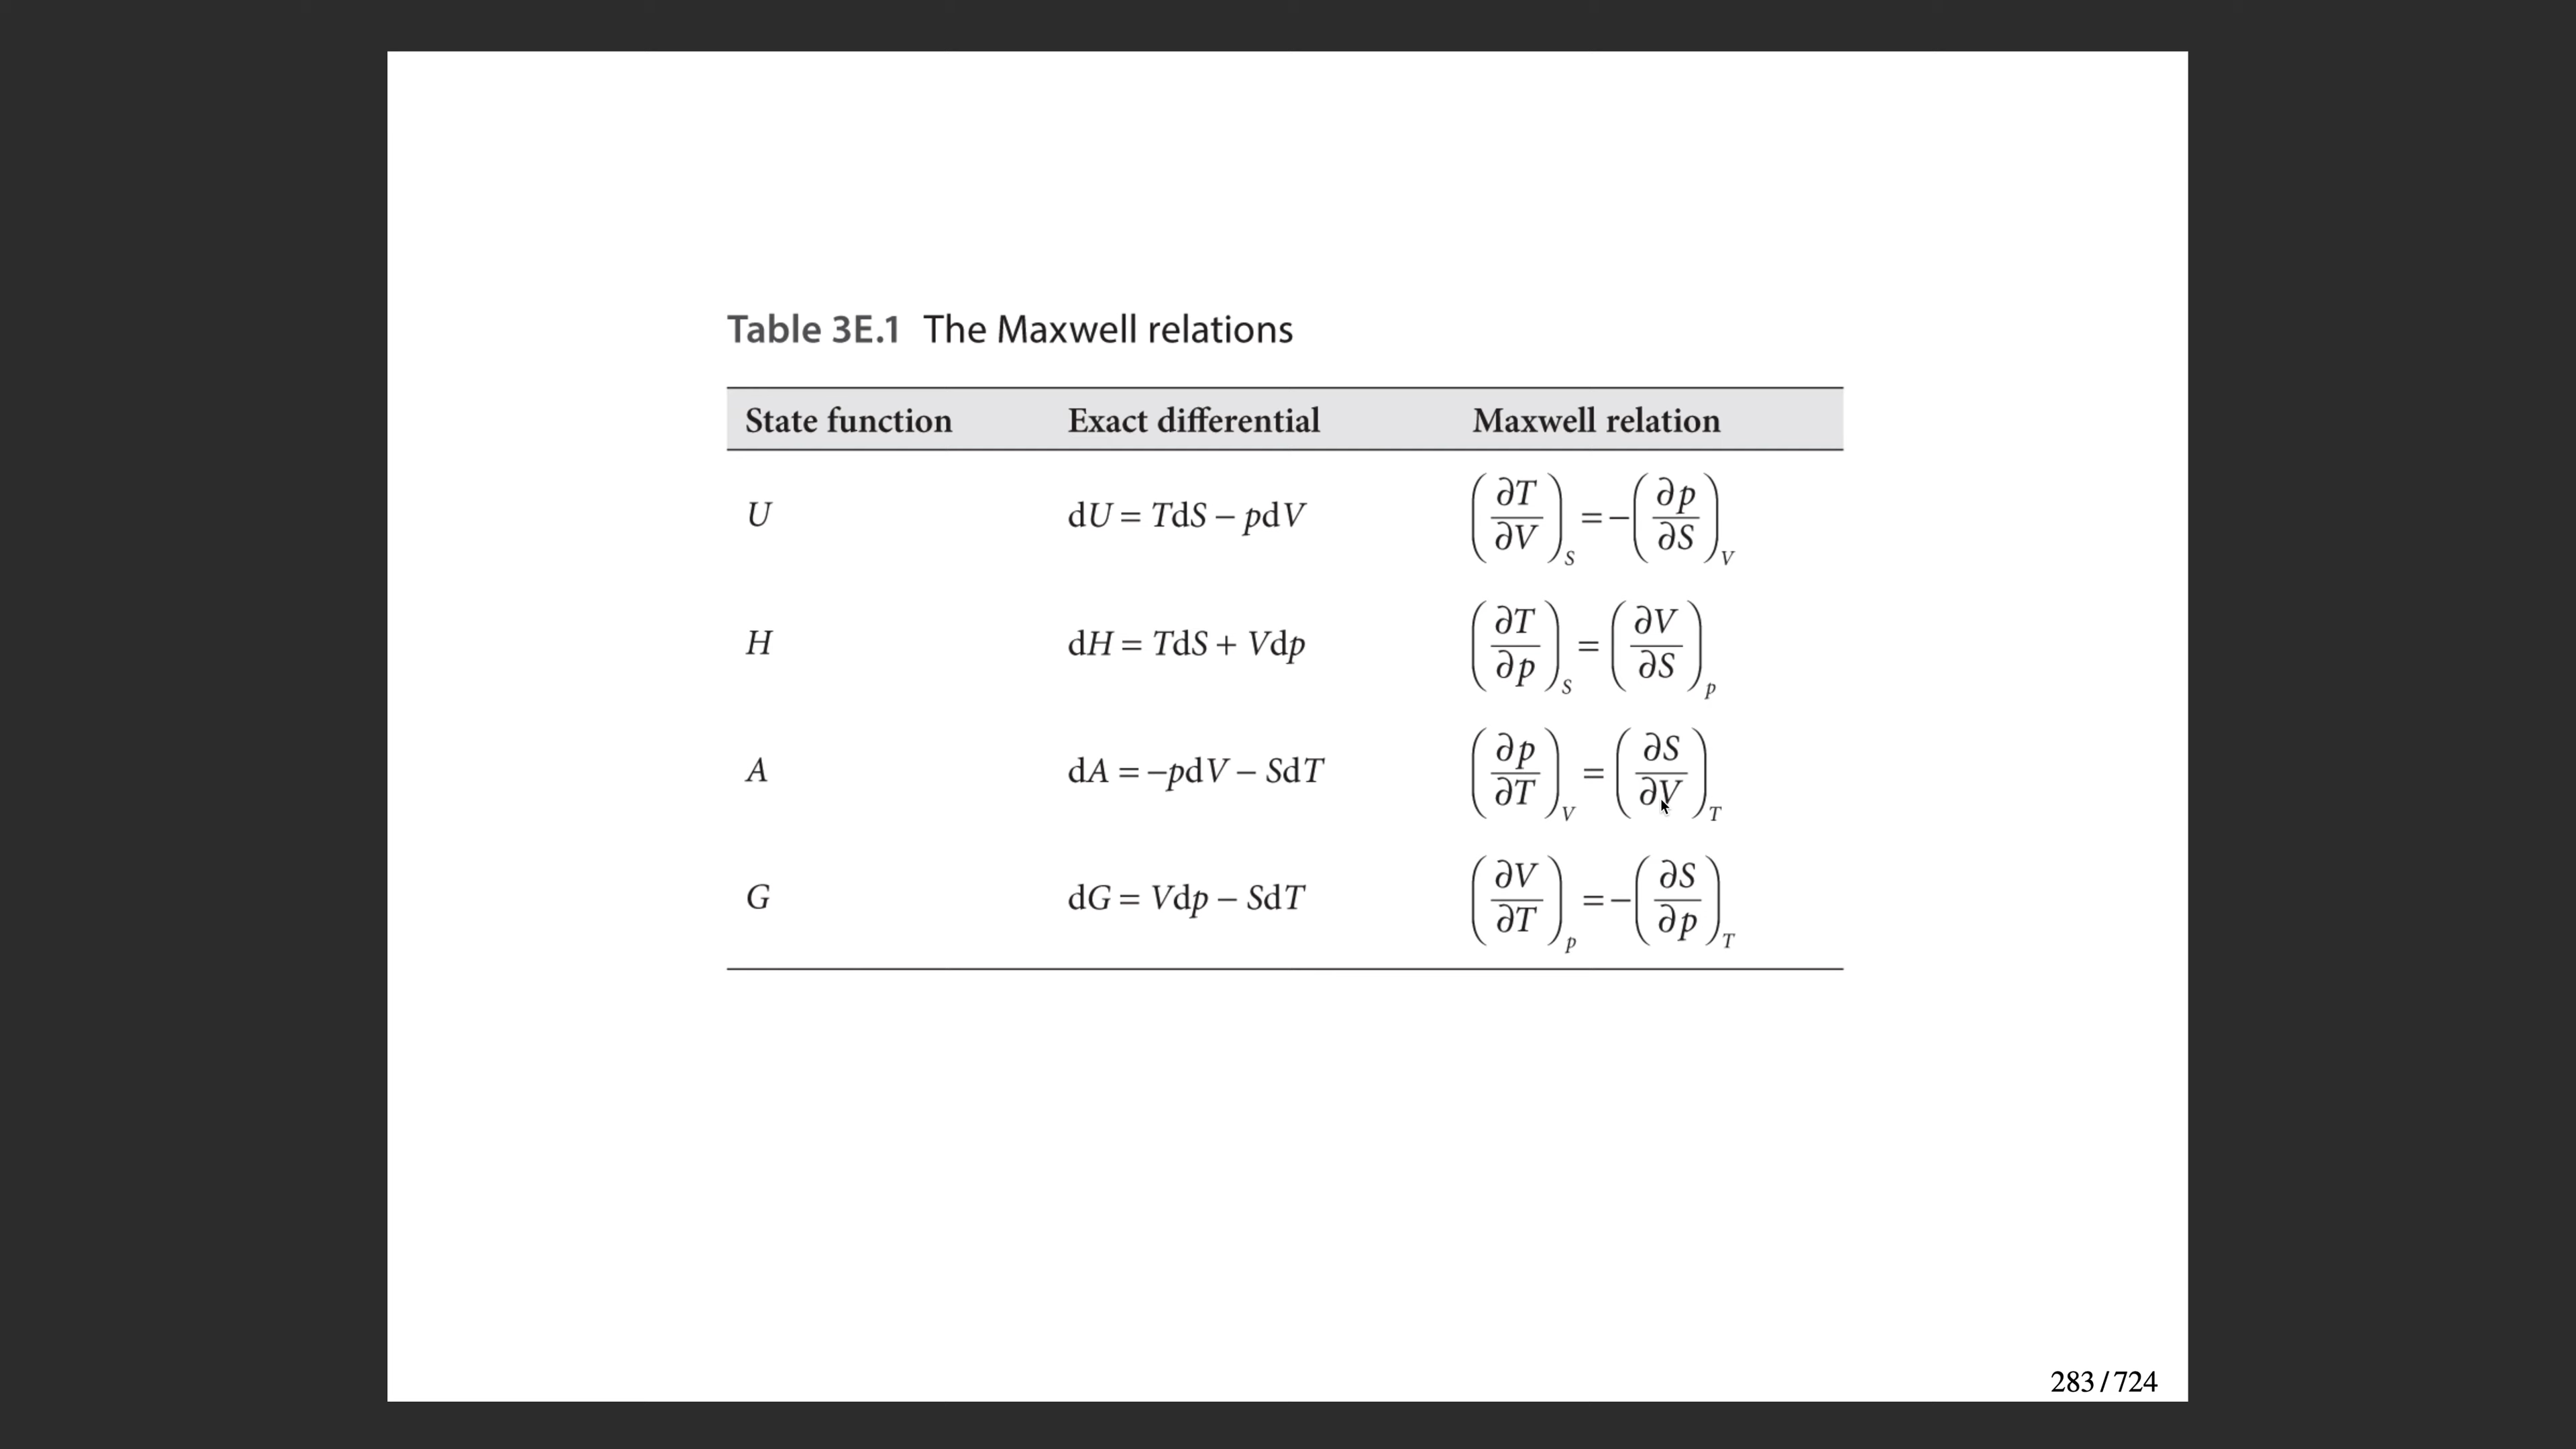 Table 3E.1 The Maxwell relations
State function Exact differential Maxwell relation
U dU = TdS − pdV (∂T/∂V)_S = −(∂p/∂S)_V
H dH = TdS + Vdp (∂T/∂p)_S = (∂V/∂S)_p
A dA = −pdV − SdT (∂p/∂T)_V = (∂S/∂V)_T
G dG = Vdp − SdT (∂V/∂T)_p = −(∂S/∂p)_T
283 / 724